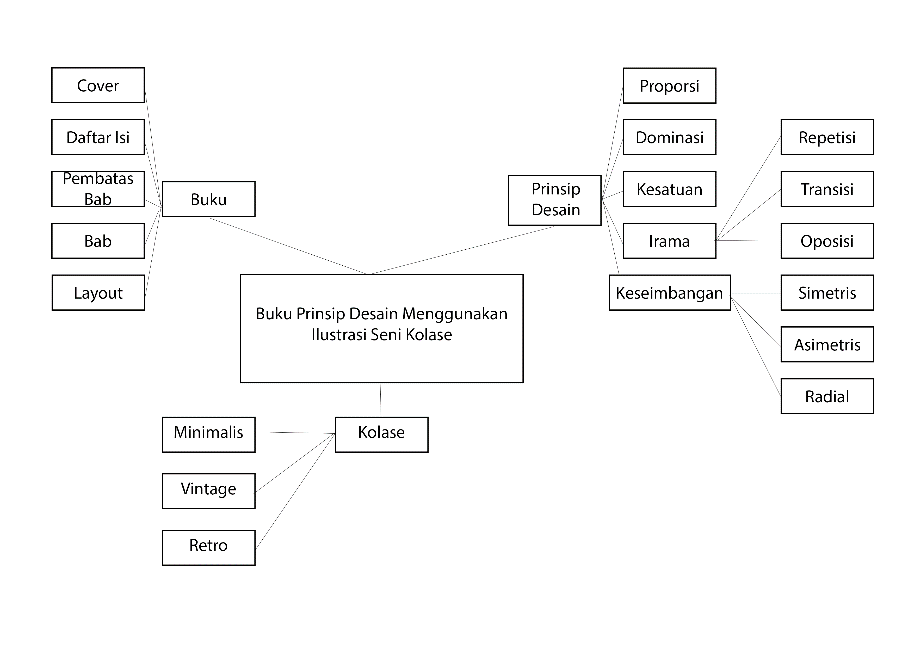 Cover
Daftar Isi
Pembatas
Bab
Bab
Layout
Buku
Prinsip
Desain
Proporsi
Dominasi
Kesatuan
Irama
Keseimbangan
Repetisi
Transisi
Oposisi
Simetris
Asimetris
Radial
Buku Prinsip Desain Menggunakan
Ilustrasi Seni Kolase
Kolase
Minimalis
Vintage
Retro